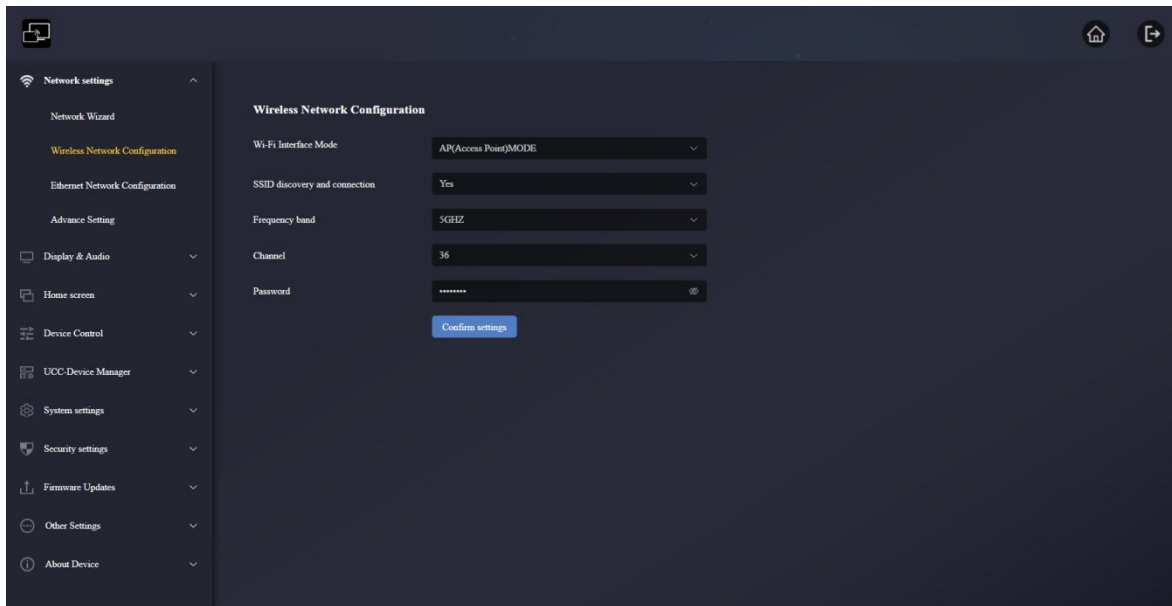 Network settings
Network Wizard
Wireless Network Configuration
Ethernet Network Configuration
Advance Setting
Display & Audio
Home screen
Device Control
UCC-Device Manager
System settings
Security settings
Firmware Updates
Other Settings
About Device
Wireless Network Configuration
Wi-Fi Interface Mode AP(Access Point)MODE
SSID discovery and connection Yes
Frequency band 5GHZ
Channel 36
Password ••••••••
Confirm settings